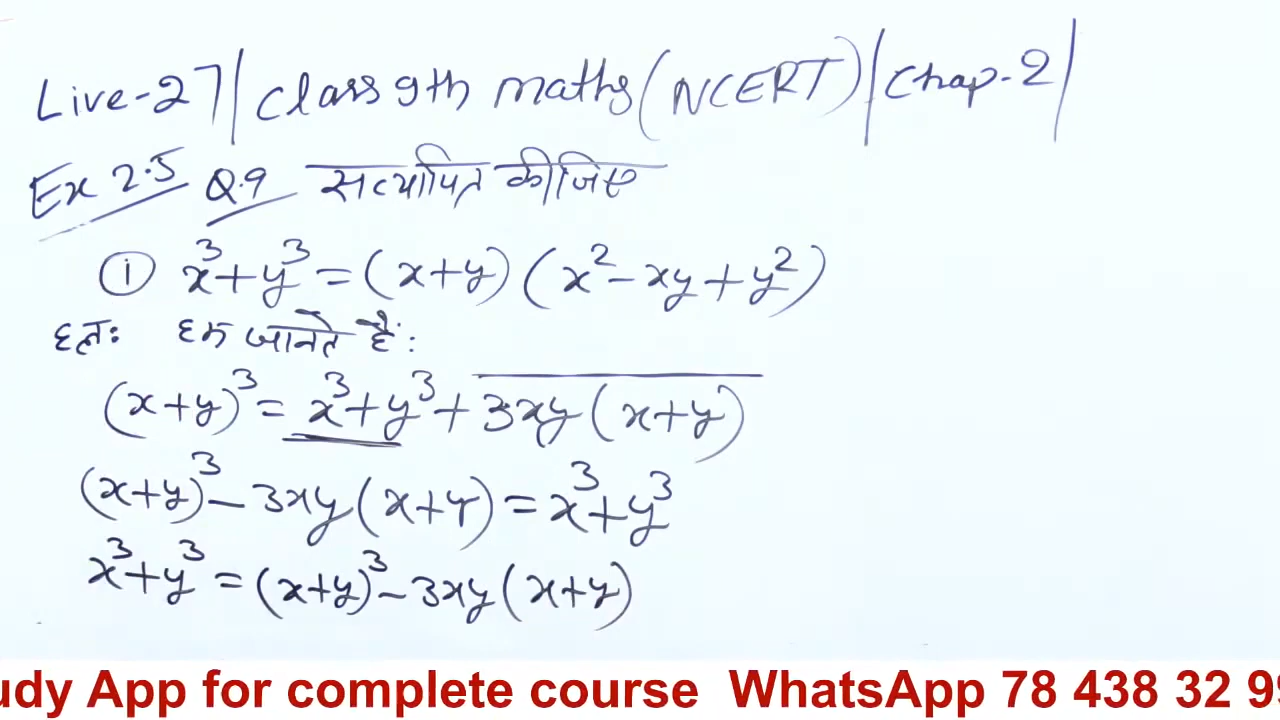 Live-27|Class 9th maths(NCERT)|Chap-2|
Ex 2.5 Q.9 सत्यापित कीजिए
(i) x³+y³=(x+y)(x²-xy+y²)
हलः हम जानते हैः
(x+y)³=x³+y³+3xy(x+y)
(x+y)³-3xy(x+y)=x³+y³
x³+y³=(x+y)³-3xy(x+y)
udy App for complete course WhatsApp 78 438 32 99